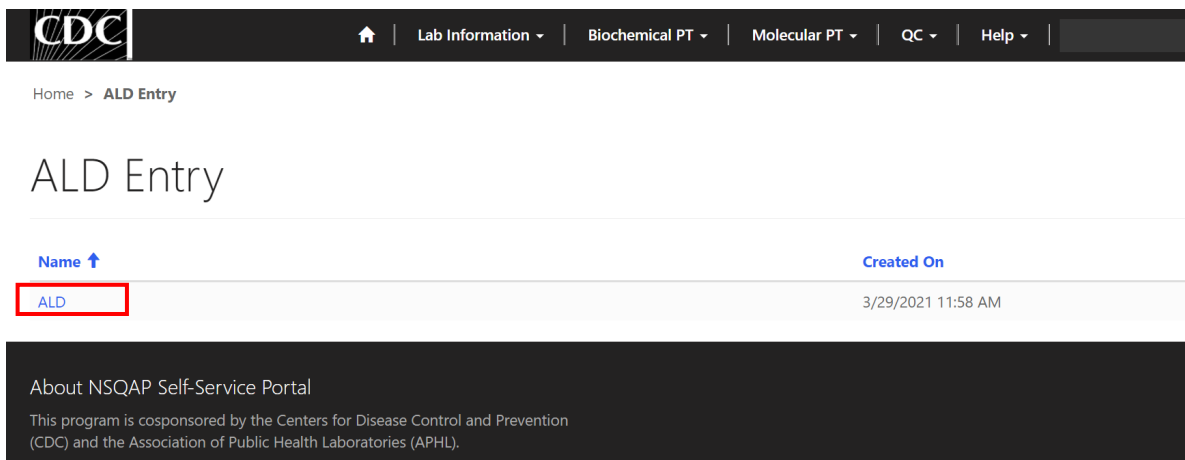 CDC
Lab Information | Biochemical PT | Molecular PT | QC | Help |
Home > ALD Entry
ALD Entry
Name ↑ Created On
ALD 3/29/2021 11:58 AM
About NSQAP Self-Service Portal
This program is cosponsored by the Centers for Disease Control and Prevention
(CDC) and the Association of Public Health Laboratories (APHL).